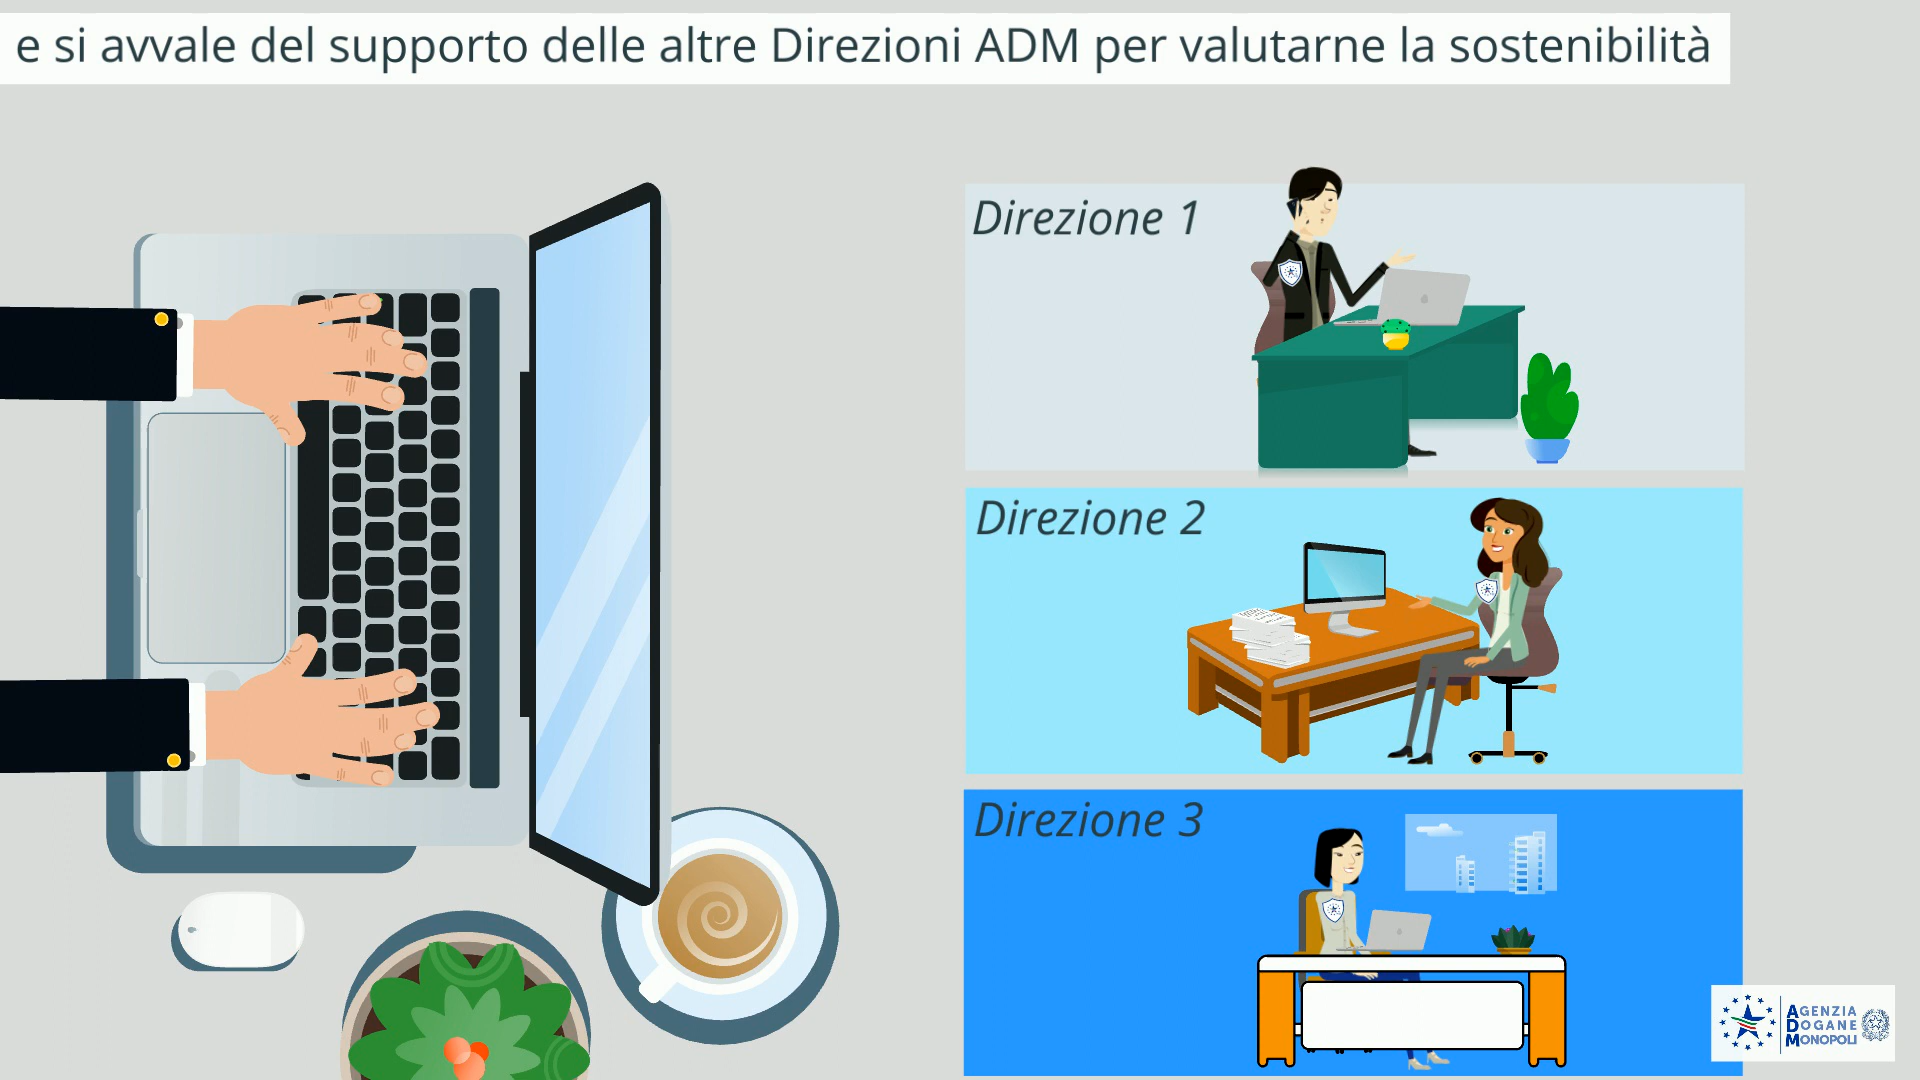 e si avvale del supporto delle altre Direzioni ADM per valutarne la sostenibilità
Direzione 1
Direzione 2
Direzione 3
AGENZIA
DOGANE
MONOPOLI